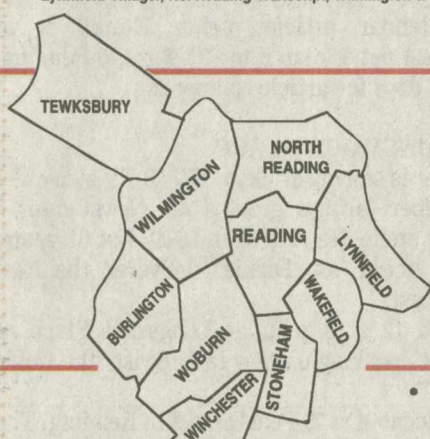 TEWKSBURY
WILMINGTON
NORTH
READING
READING
LYNNFIELD
BURLINGTON
WAKEFIELD
WOBURN
STONEHAM
WINCHESTER